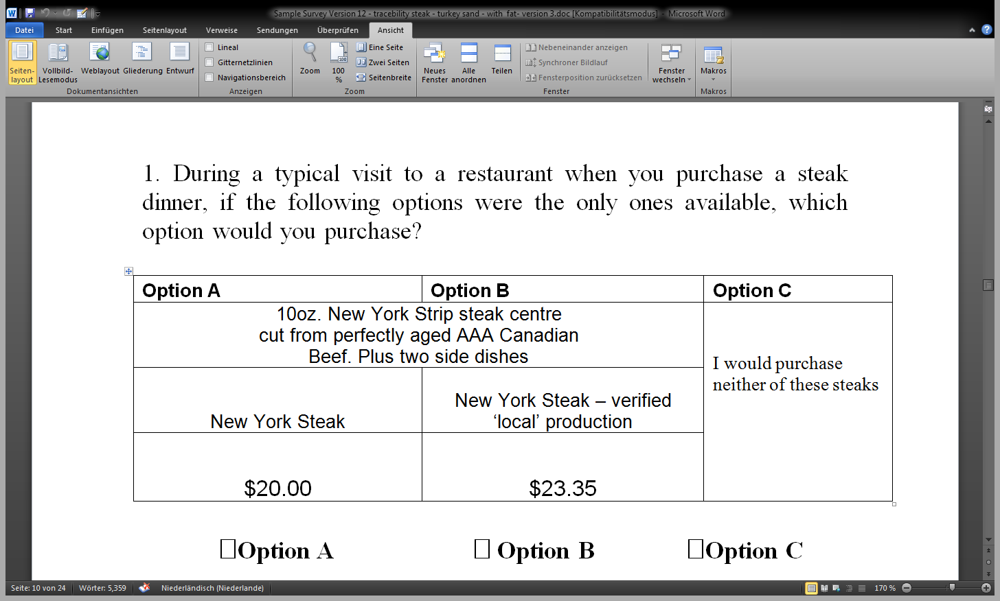 Sample Survey Version 12 - tracebility steak - turkey sand - with fat- version 3.doc [Kompatibilitätsmodus] - Microsoft Word
Datei Start Einfügen Seitenlayout Verweise Sendungen Überprüfen Ansicht
Seiten-layout
Vollbild-Lesemodus
Weblayout
Gliederung
Entwurf
Dokumentansichten
Lineal
Gitternetzlinien
Navigationsbereich
Anzeigen
Zoom
100 %
Eine Seite
Zwei Seiten
Seitenbreite
Zoom
Neues Fenster
Alle anordnen
Teilen
Nebeneinander anzeigen
Synchroner Bildlauf
Fensterposition zurücksetzen
Fenster wechseln
Fenster
Makros
Makros
1. During a typical visit to a restaurant when you purchase a steak
dinner, if the following options were the only ones available, which
option would you purchase?
Option A Option B Option C
10oz. New York Strip steak centre
cut from perfectly aged AAA Canadian
Beef. Plus two side dishes
I would purchase
neither of these steaks
New York Steak
New York Steak – verified
‘local’ production
$20.00 $23.35
Option A Option B Option C
Seite: 10 von 24 Wörter: 5,359 Niederländisch (Niederlande) 170 %